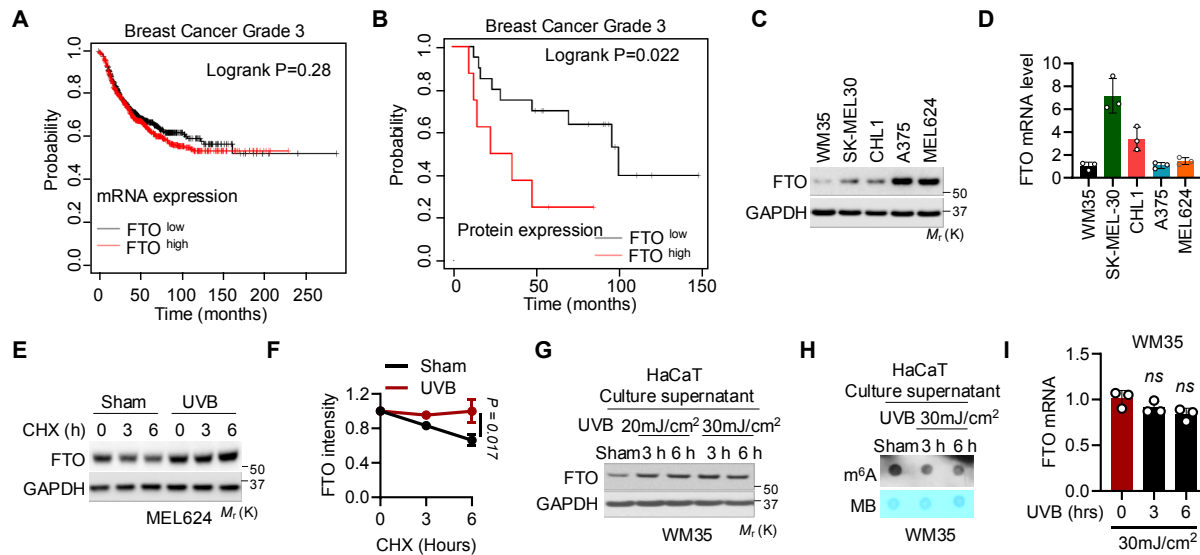 A
Breast Cancer Grade 3
Logrank P=0.28
mRNA expression
FTO low
FTO high
Probability
1.0
0.8
0.6
0.4
0.2
0.0
0 50 100 150 200 250
Time (months)
B
Breast Cancer Grade 3
Logrank P=0.022
Protein expression
FTO low
FTO high
Probability
1.0
0.8
0.6
0.4
0.2
0.0
0 50 100 150
Time (months)
C
WM35
SK-MEL30
CHL1
A375
MEL624
FTO
50
GAPDH
37
Mr (K)
D
FTO mRNA level
10
8
6
4
2
0
WM35
SK-MEL-30
CHL1
A375
MEL624
E
Sham UVB
CHX (h) 0 3 6 0 3 6
FTO
50
GAPDH
37
MEL624 Mr (K)
F
Sham
UVB
FTO intensity
1.2
0.8
0.4
0.0
P = 0.017
0 3 6
CHX (Hours)
G
HaCaT
Culture supernatant
UVB 20mJ/cm² 30mJ/cm²
Sham 3 h 6 h 3 h 6 h
FTO
50
GAPDH
37
WM35 Mr (K)
H
HaCaT
Culture supernatant
UVB 30mJ/cm²
Sham 3 h 6 h
m⁶A
MB
WM35
I
WM35
FTO mRNA
1.5
1.0
0.5
0.0
ns ns
UVB (hrs) 0 3 6
30mJ/cm²